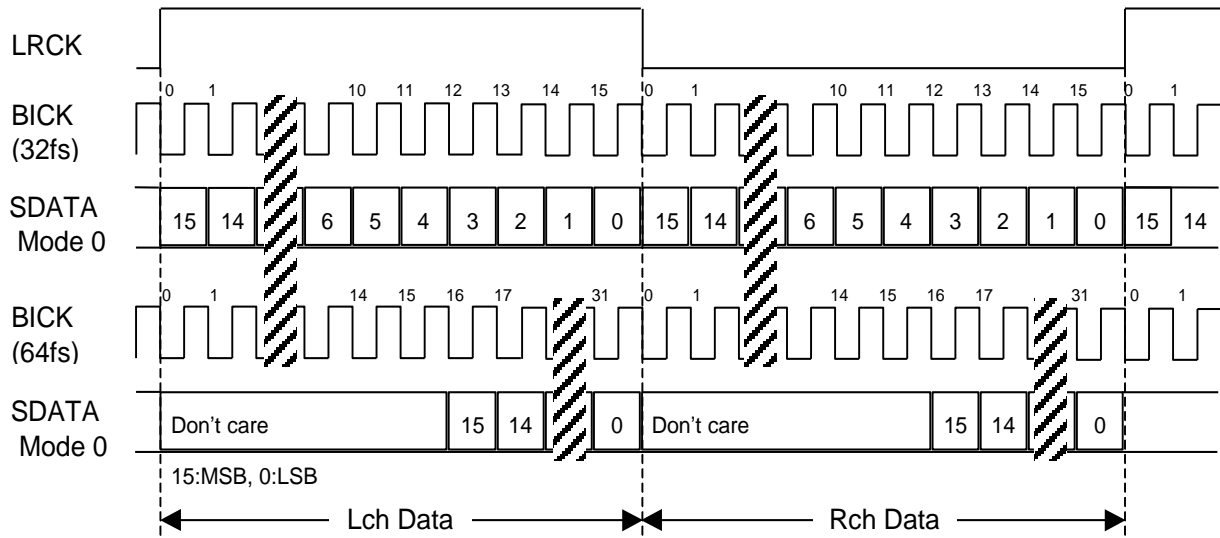 LRCK
0 1 10 11 12 13 14 15 0 1 10 11 12 13 14 15 0 1
BICK
(32fs)
SDATA
Mode 0
15 14 6 5 4 3 2 1 0 15 14 6 5 4 3 2 1 0 15 14
0 1 14 15 16 17 31 0 1 14 15 16 17 31 0 1
BICK
(64fs)
SDATA
Mode 0
Don't care 15 14 0 Don't care 15 14 0
15:MSB, 0:LSB
Lch Data Rch Data